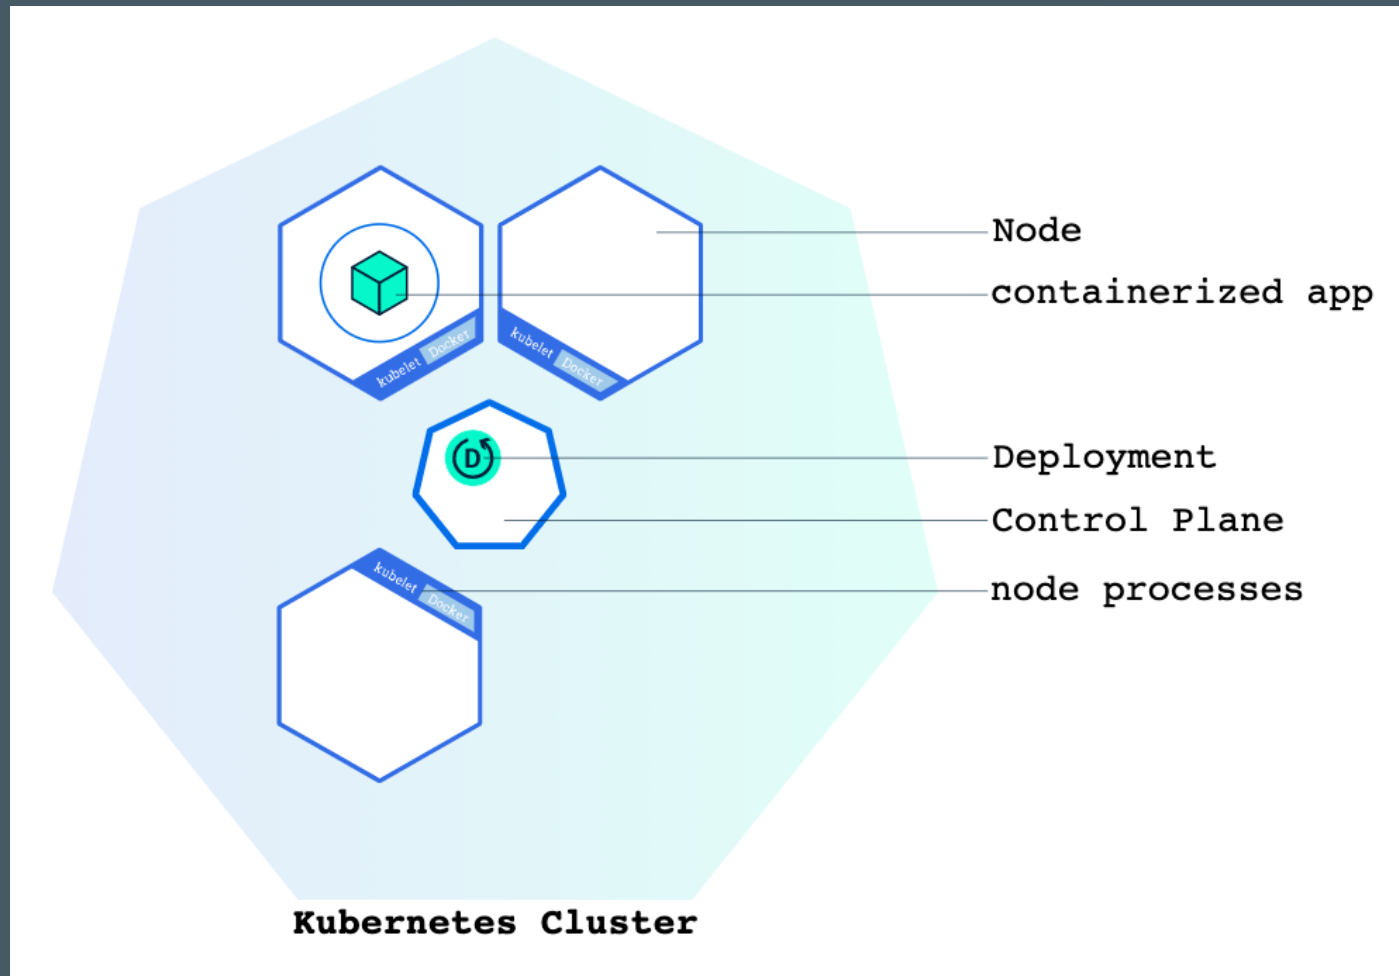 Node
containerized app
kubelet Docker
kubelet Docker
D
Deployment
Control Plane
kubelet Docker
node processes
Kubernetes Cluster